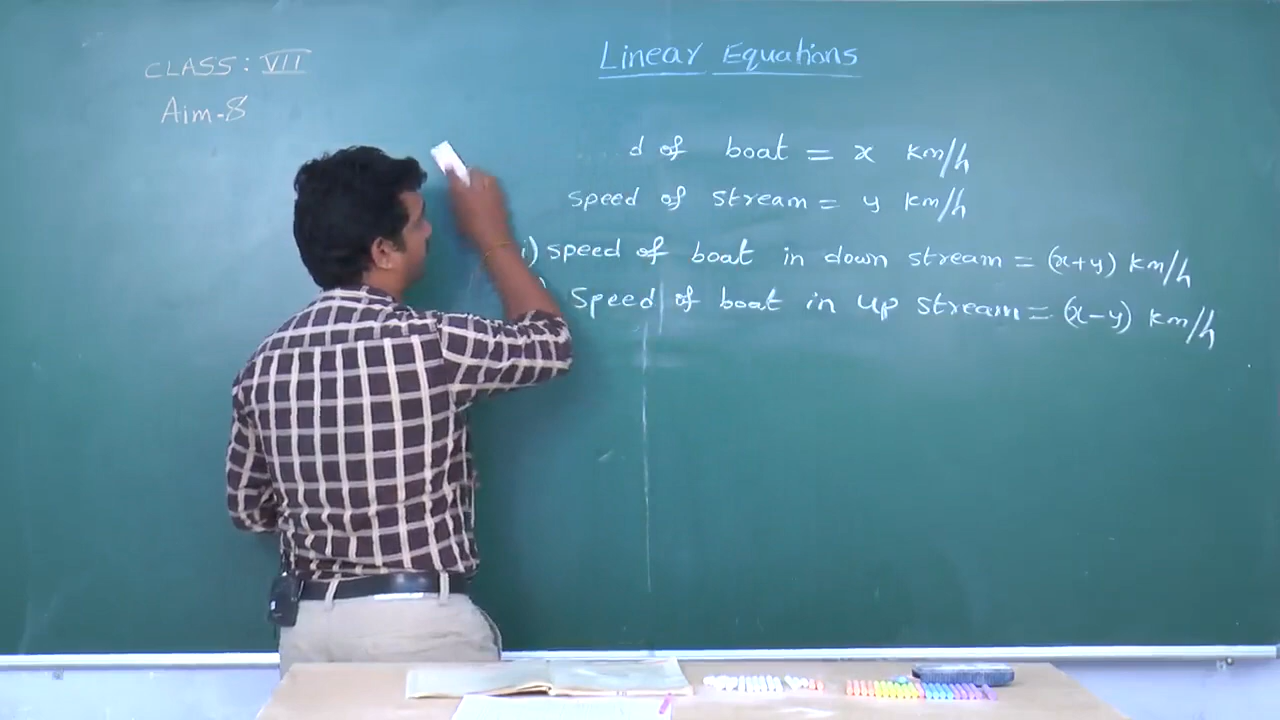 CLASS: VII
Aim-8
Linear Equations
d of boat = x km/h
speed of stream = y km/h
i) speed of boat in down stream = (x+y) km/h
) Speed of boat in up stream = (x-y) km/h